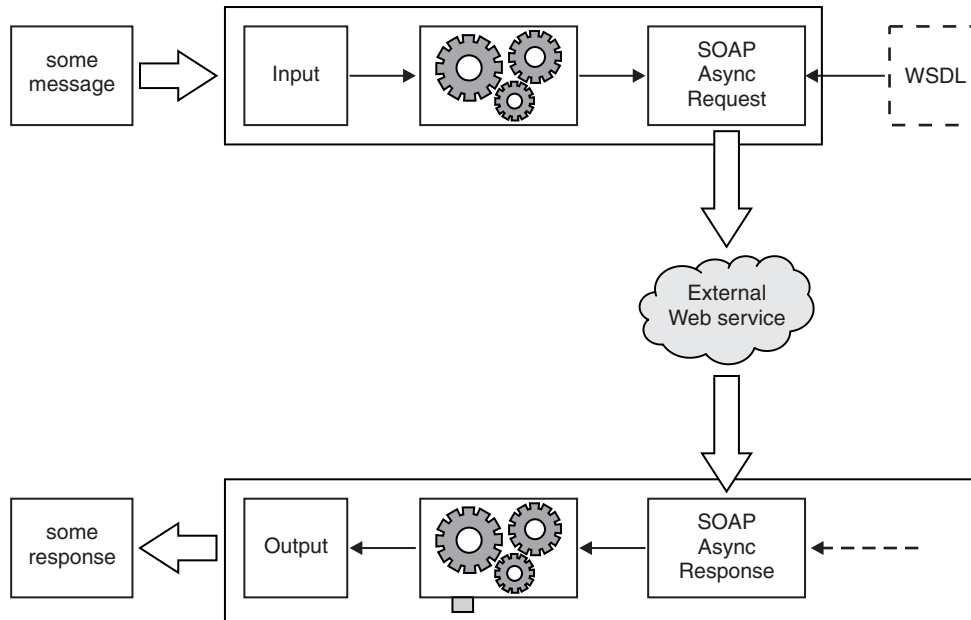 some
message
Input
SOAP
Async
Request
WSDL
External
Web service
some
response
Output
SOAP
Async
Response